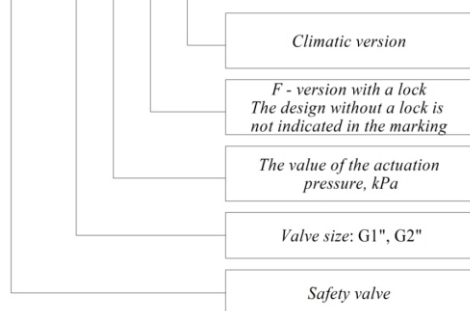 Climatic version
F - version with a lock
The design without a lock is
not indicated in the marking
The value of the actuation
pressure, kPa
Valve size: G1", G2"
Safety valve